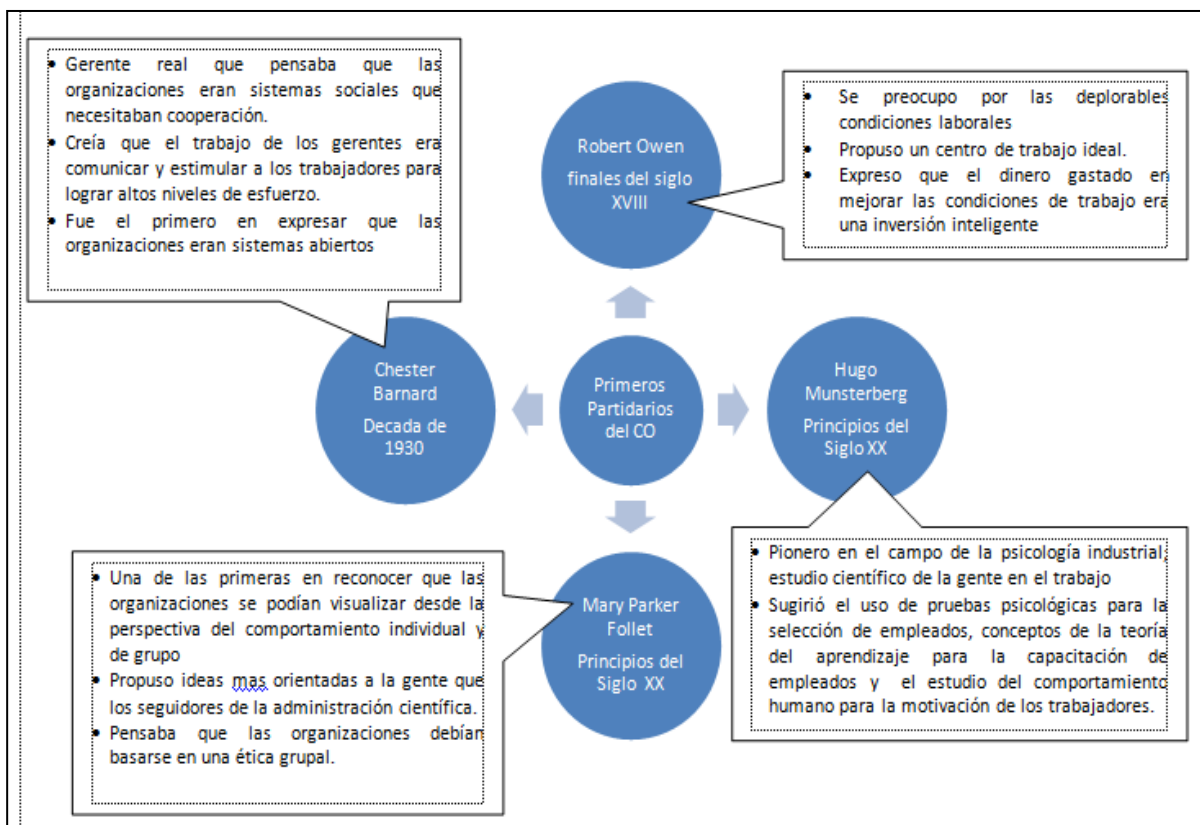 • Gerente real que pensaba que las
organizaciones eran sistemas sociales que
necesitaban cooperación.
• Creía que el trabajo de los gerentes era
comunicar y estimular a los trabajadores para
lograr altos niveles de esfuerzo.
• Fue el primero en expresar que las
organizaciones eran sistemas abiertos
Robert Owen
finales del siglo
XVIII
• Se preocupo por las deplorables
condiciones laborales
• Propuso un centro de trabajo ideal.
• Expreso que el dinero gastado en
mejorar las condiciones de trabajo era
una inversión inteligente
Chester
Barnard
Decada de
1930
Primeros
Partidarios
del CO
Hugo
Munsterberg
Principios del
Siglo XX
• Una de las primeras en reconocer que las
organizaciones se podían visualizar desde la
perspectiva del comportamiento individual y
de grupo
• Propuso ideas mas orientadas a la gente que
los seguidores de la administración científica.
• Pensaba que las organizaciones debían
basarse en una ética grupal.
Mary Parker
Follet
Principios del
Siglo XX
• Pionero en el campo de la psicología industrial,
estudio científico de la gente en el trabajo
• Sugirió el uso de pruebas psicológicas para la
selección de empleados, conceptos de la teoría
del aprendizaje para la capacitación de
empleados y el estudio del comportamiento
humano para la motivación de los trabajadores.